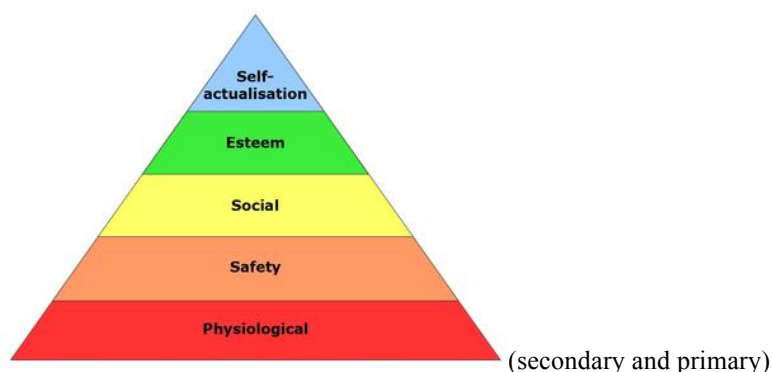 Self-
actualisation
Esteem
Social
Safety
Physiological
(secondary and primary)